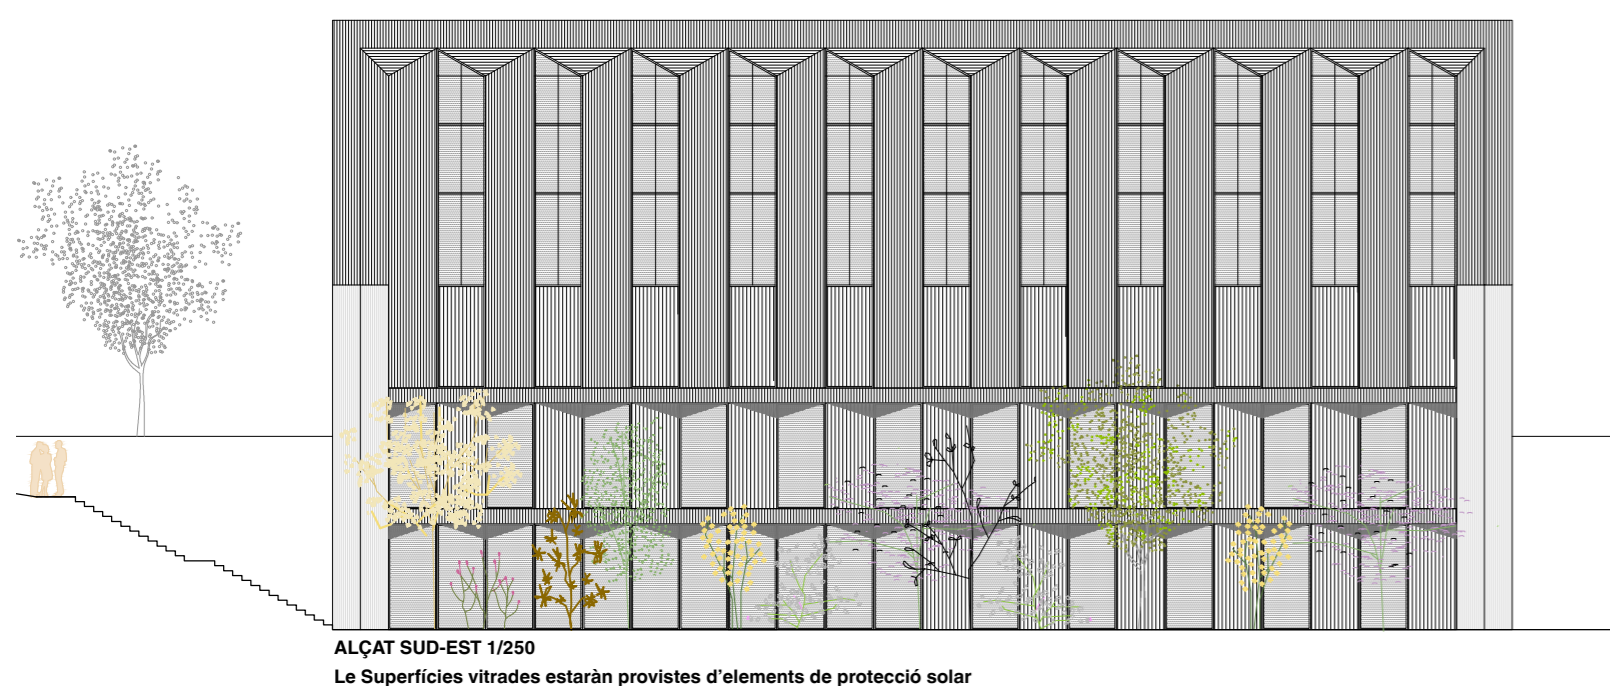 ALÇAT SUD-EST 1/250
Le Superfícies vitrades estaràn provistes d’elements de protecció solar